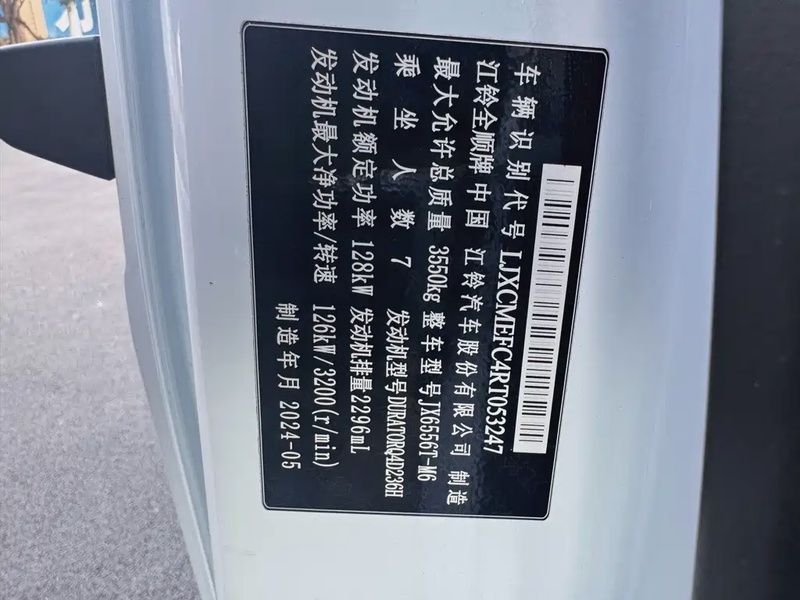 车辆识别代号 LJXCMEFC4RT053247
江铃全顺牌 中国 江铃汽车股份有限公司 制造
最大允许总质量 3550kg 整车型号 JX6556T-M6
乘坐人数 7 发动机型号 DURATORQ4D236H
发动机额定功率 128kW 发动机排量 2296mL
发动机最大净功率/转速 126kW/3200(r/min)
制造年月 2024-05